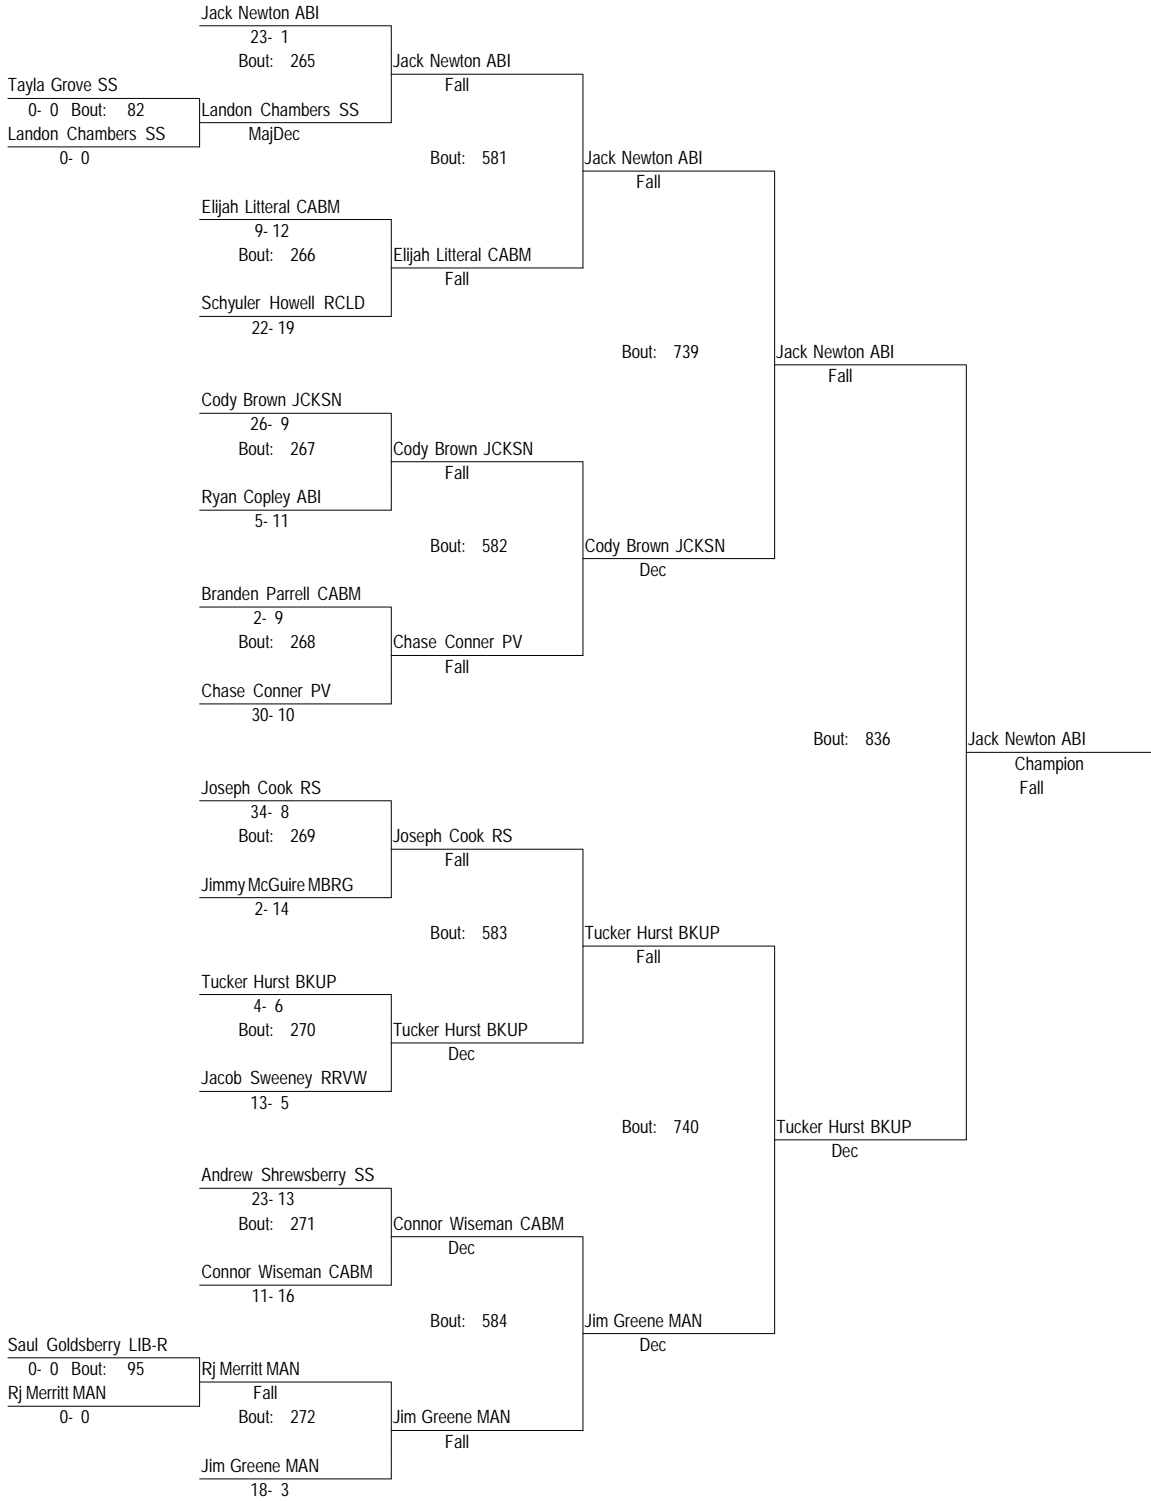 Jack Newton ABI
23- 1
Bout: 265
Jack Newton ABI
Fall
Tayla Grove SS
0- 0 Bout: 82
Landon Chambers SS
MajDec
Landon Chambers SS
0- 0
Bout: 581
Jack Newton ABI
Fall
Elijah Litteral CABM
9- 12
Bout: 266
Elijah Litteral CABM
Fall
Schyuler Howell RCLD
22- 19
Bout: 739
Jack Newton ABI
Fall
Cody Brown JCKSN
26- 9
Bout: 267
Cody Brown JCKSN
Fall
Ryan Copley ABI
5- 11
Bout: 582
Cody Brown JCKSN
Dec
Branden Parrell CABM
2- 9
Bout: 268
Chase Conner PV
Fall
Chase Conner PV
30- 10
Bout: 836
Jack Newton ABI
Champion
Fall
Joseph Cook RS
34- 8
Bout: 269
Joseph Cook RS
Fall
Jimmy McGuire MBRG
2- 14
Bout: 583
Tucker Hurst BKUP
Fall
Tucker Hurst BKUP
4- 6
Bout: 270
Tucker Hurst BKUP
Dec
Jacob Sweeney RRVW
13- 5
Bout: 740
Tucker Hurst BKUP
Dec
Andrew Shrewsberry SS
23- 13
Bout: 271
Connor Wiseman CABM
Dec
Connor Wiseman CABM
11- 16
Bout: 584
Jim Greene MAN
Dec
Saul Goldsberry LIB-R
0- 0 Bout: 95
Rj Merritt MAN
Fall
Rj Merritt MAN
0- 0
Bout: 272
Jim Greene MAN
Fall
Jim Greene MAN
18- 3